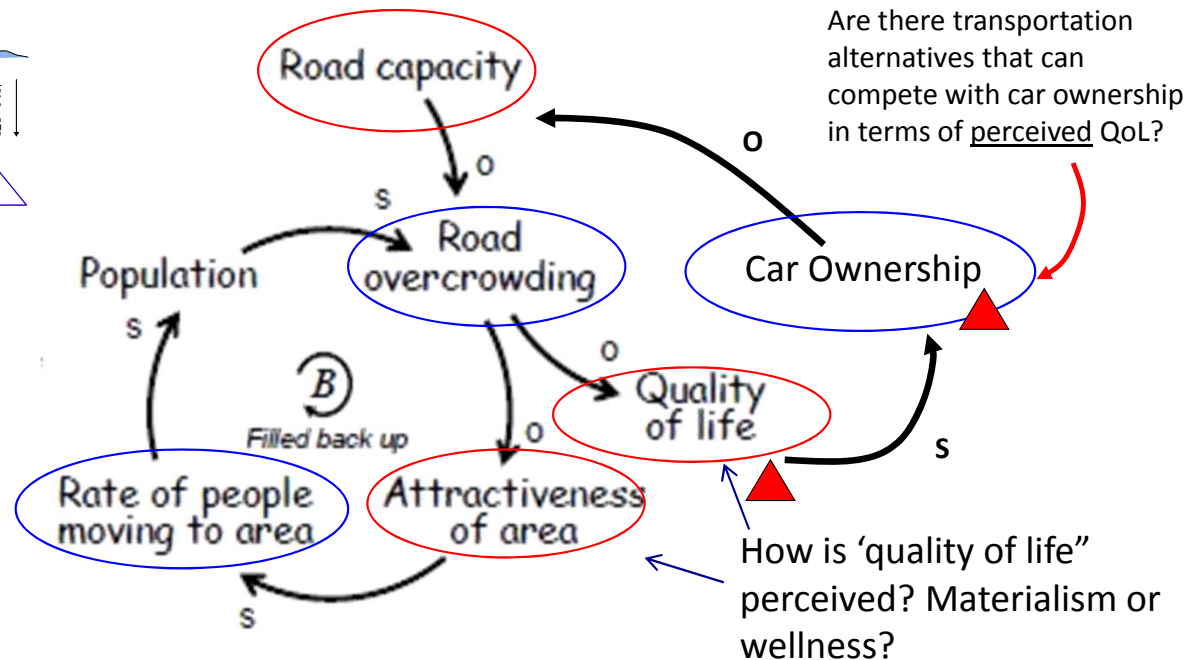 Are there transportation
alternatives that can
compete with car ownership
in terms of perceived QoL?
Road capacity
O
o
s
Road
overcrowding
Population
Car Ownership
s
B
Filled back up
o
Quality
of life
o
S
Rate of people
moving to area
Attractiveness
of area
s
How is ‘quality of life”
perceived? Materialism or
wellness?